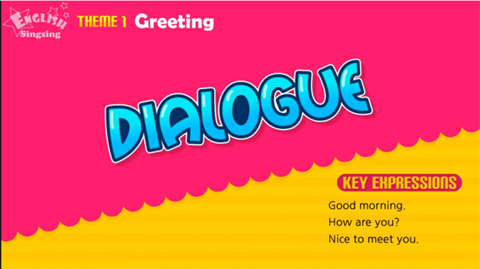 ENGLISH
Singsing
THEME 1 Greeting
DIALOGUE
KEY EXPRESSIONS
Good morning.
How are you?
Nice to meet you.